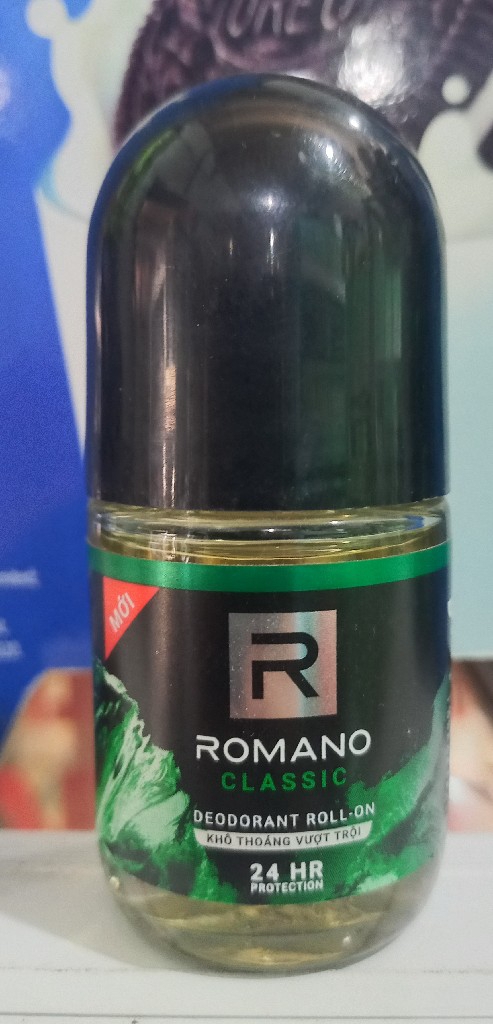 MỚI
R
ROMANO
CLASSIC
DEODORANT ROLL-ON
KHÔ THOÁNG VƯỢT TRỘI
24 HR
PROTECTION